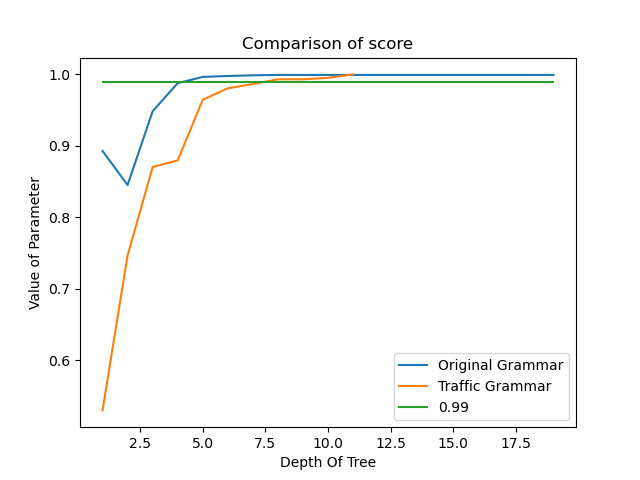 Comparison of score
Value of Parameter
1.0
0.9
0.8
0.7
0.6
2.5 5.0 7.5 10.0 12.5 15.0 17.5
Depth Of Tree
Original Grammar
Traffic Grammar
0.99